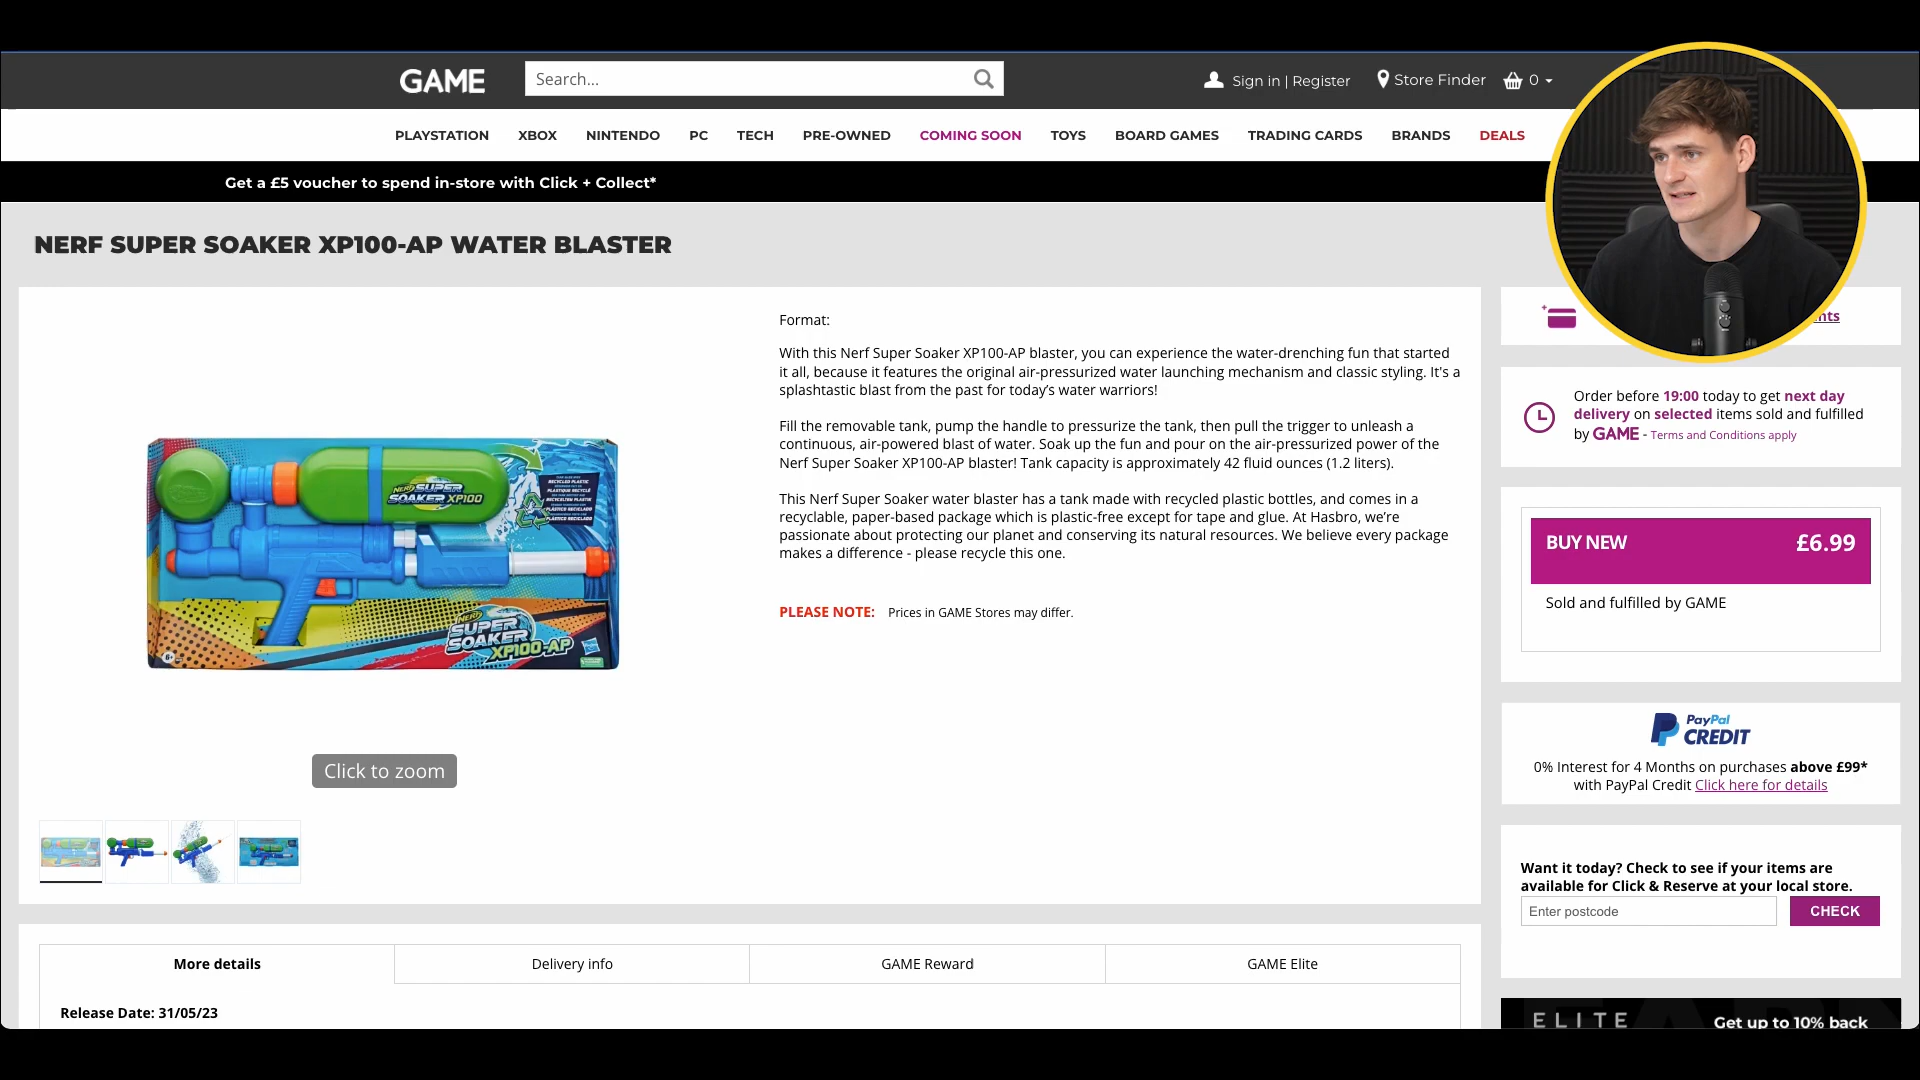 GAME
Search...
Sign in | Register
Store Finder
0
PLAYSTATION XBOX NINTENDO PC TECH PRE-OWNED COMING SOON TOYS BOARD GAMES TRADING CARDS BRANDS DEALS
Get a £5 voucher to spend in-store with Click + Collect*
NERF SUPER SOAKER XP100-AP WATER BLASTER
Format:
With this Nerf Super Soaker XP100-AP blaster, you can experience the water-drenching fun that started
it all, because it features the original air-pressurized water launching mechanism and classic styling. It's a
splashtastic blast from the past for today’s water warriors!
Fill the removable tank, pump the handle to pressurize the tank, then pull the trigger to unleash a
continuous, air-powered blast of water. Soak up the fun and pour on the air-pressurized power of the
Nerf Super Soaker XP100-AP blaster! Tank capacity is approximately 42 fluid ounces (1.2 liters).
This Nerf Super Soaker water blaster has a tank made with recycled plastic bottles, and comes in a
recyclable, paper-based package which is plastic-free except for tape and glue. At Hasbro, we’re
passionate about protecting our planet and conserving its natural resources. We believe every package
makes a difference - please recycle this one.
PLEASE NOTE: Prices in GAME Stores may differ.
NERF
SUPER
SOAKER XP100
NERF
SUPER
SOAKER
XP100-AP
Click to zoom
More details
Delivery info
GAME Reward
GAME Elite
Release Date: 31/05/23
Order before 19:00 today to get next day
delivery on selected items sold and fulfilled
by GAME - Terms and Conditions apply
BUY NEW £6.99
Sold and fulfilled by GAME
PayPal
CREDIT
0% Interest for 4 Months on purchases above £99*
with PayPal Credit Click here for details
Want it today? Check to see if your items are
available for Click & Reserve at your local store.
Enter postcode
CHECK
ELITE
Get up to 10% back